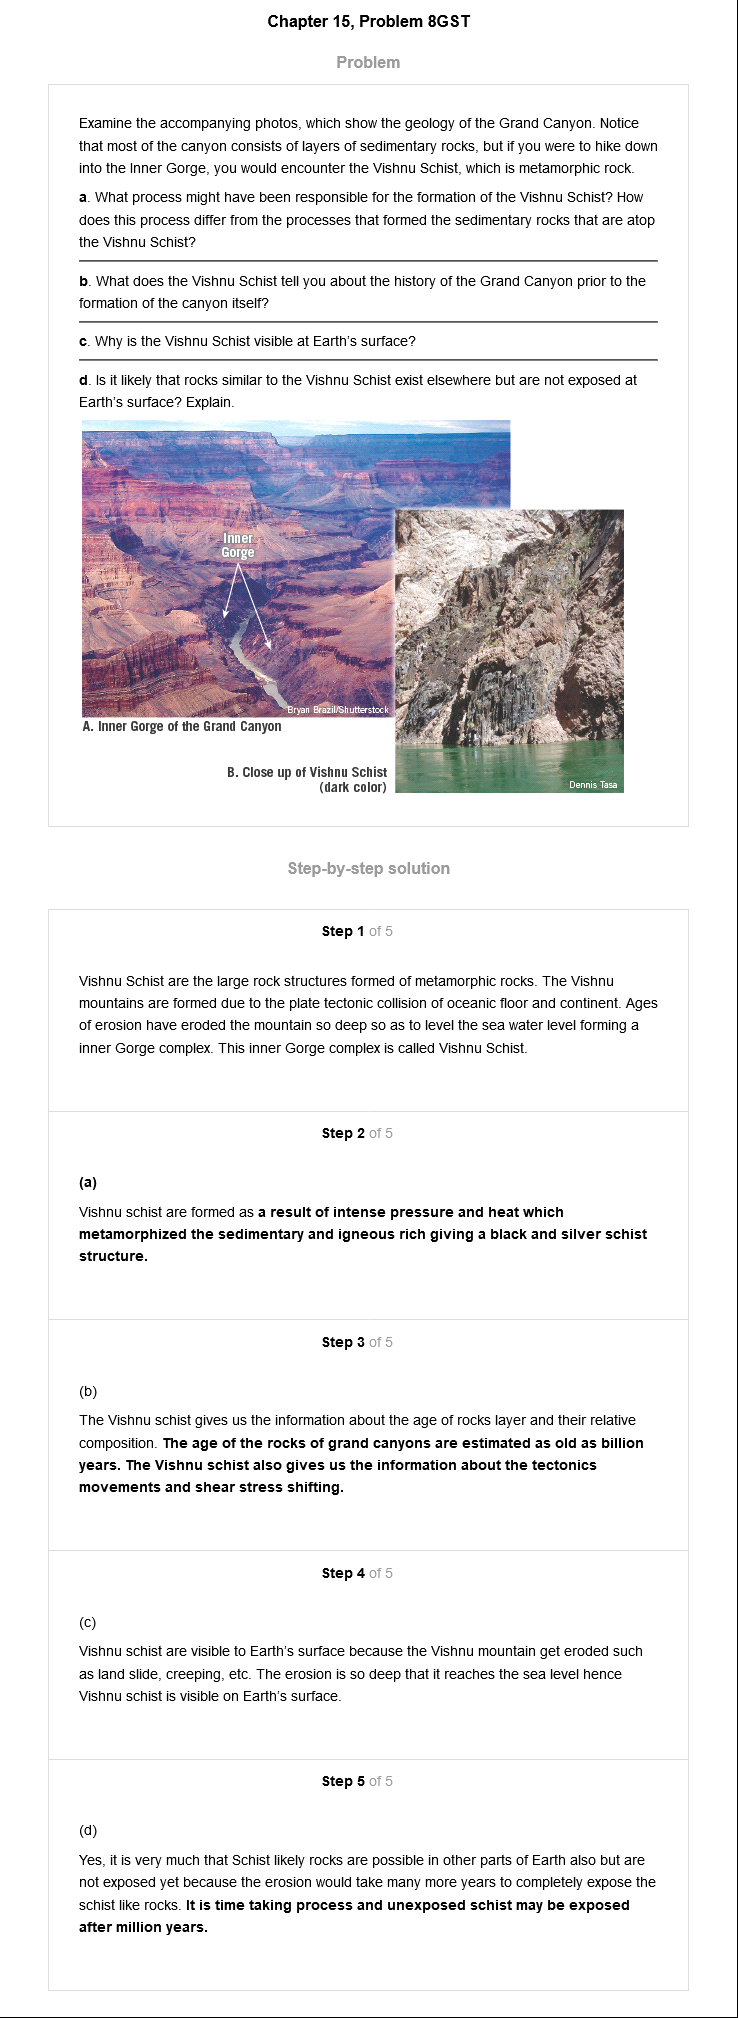 Chapter 15, Problem 8GST
Problem
Examine the accompanying photos, which show the geology of the Grand Canyon. Notice
that most of the canyon consists of layers of sedimentary rocks, but if you were to hike down
into the Inner Gorge, you would encounter the Vishnu Schist, which is metamorphic rock.
a. What process might have been responsible for the formation of the Vishnu Schist? How
does this process differ from the processes that formed the sedimentary rocks that are atop
the Vishnu Schist?
b. What does the Vishnu Schist tell you about the history of the Grand Canyon prior to the
formation of the canyon itself?
c. Why is the Vishnu Schist visible at Earth's surface?
d. Is it likely that rocks similar to the Vishnu Schist exist elsewhere but are not exposed at
Earth's surface? Explain.
Inner
Gorge
Bryan Brazil/Shutterstock
A. Inner Gorge of the Grand Canyon
B. Close up of Vishnu Schist
(dark color)
Dennis Tasa
Step-by-step solution
Step 1 of 5
Vishnu Schist are the large rock structures formed of metamorphic rocks. The Vishnu
mountains are formed due to the plate tectonic collision of oceanic floor and continent. Ages
of erosion have eroded the mountain so deep so as to level the sea water level forming a
inner Gorge complex. This inner Gorge complex is called Vishnu Schist.
Step 2 of 5
(a)
Vishnu schist are formed as a result of intense pressure and heat which
metamorphized the sedimentary and igneous rich giving a black and silver schist
structure.
Step 3 of 5
(b)
The Vishnu schist gives us the information about the age of rocks layer and their relative
composition. The age of the rocks of grand canyons are estimated as old as billion
years. The Vishnu schist also gives us the information about the tectonics
movements and shear stress shifting.
Step 4 of 5
(c)
Vishnu schist are visible to Earth's surface because the Vishnu mountain get eroded such
as land slide, creeping, etc. The erosion is so deep that it reaches the sea level hence
Vishnu schist is visible on Earth's surface.
Step 5 of 5
(d)
Yes, it is very much that Schist likely rocks are possible in other parts of Earth also but are
not exposed yet because the erosion would take many more years to completely expose the
schist like rocks. It is time taking process and unexposed schist may be exposed
after million years.